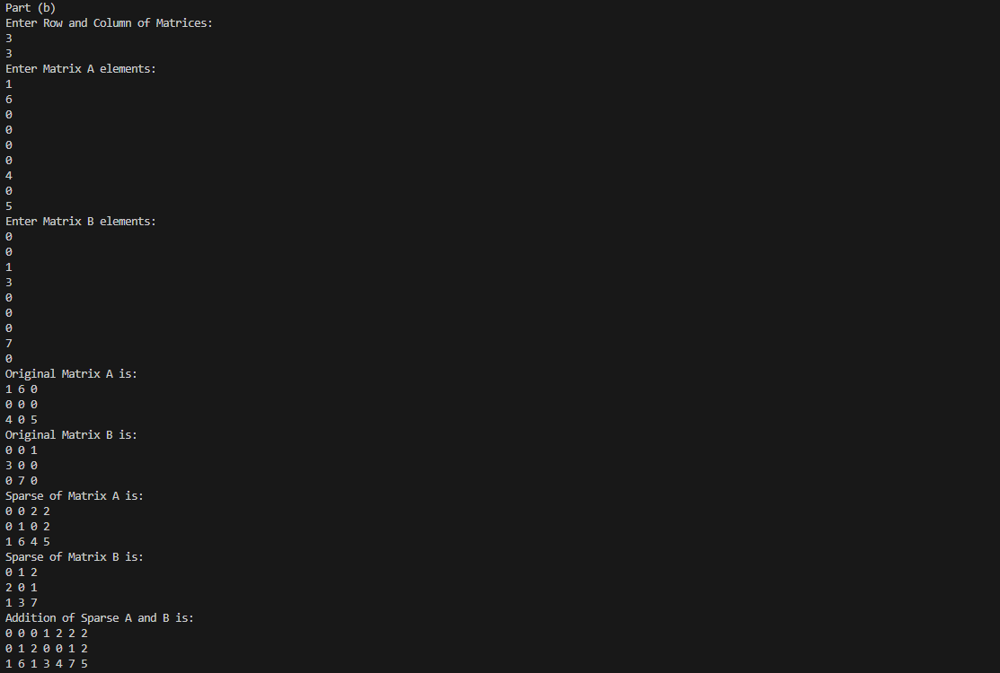 Part (b)
Enter Row and Column of Matrices:
3
3
Enter Matrix A elements:
1
6
0
0
0
0
4
0
5
Enter Matrix B elements:
0
0
1
3
0
0
0
7
0
Original Matrix A is:
1 6 0
0 0 0
4 0 5
Original Matrix B is:
0 0 1
3 0 0
0 7 0
Sparse of Matrix A is:
0 0 2 2
0 1 0 2
1 6 4 5
Sparse of Matrix B is:
0 1 2
2 0 1
1 3 7
Addition of Sparse A and B is:
0 0 0 1 2 2 2
0 1 2 0 0 1 2
1 6 1 3 4 7 5